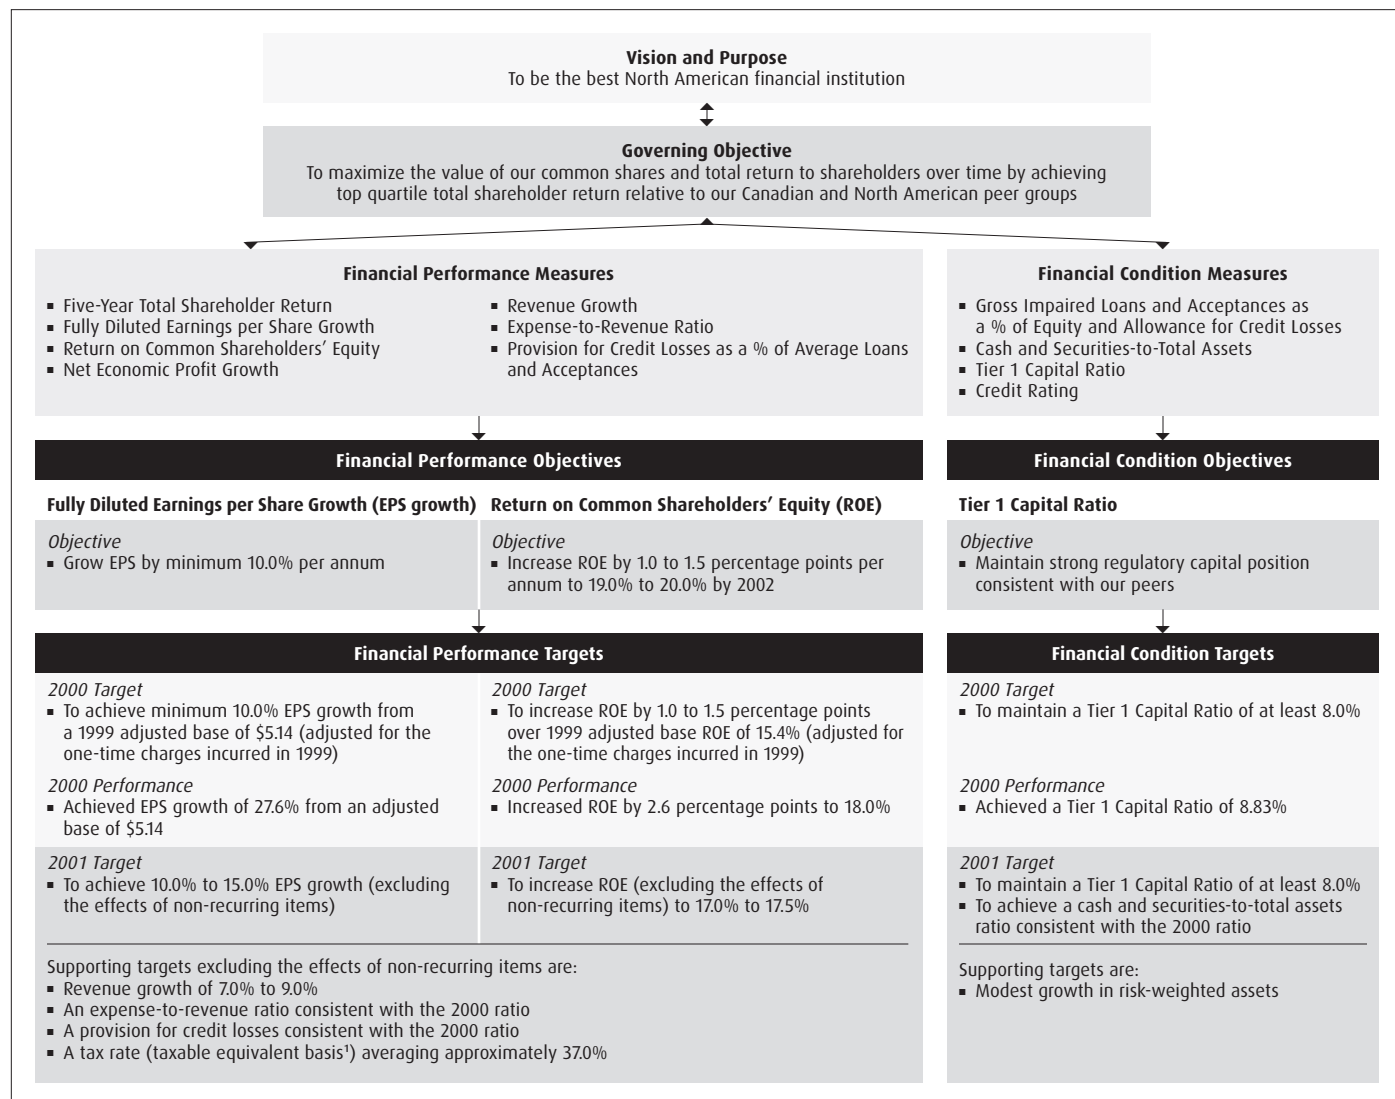 Vision and Purpose
To be the best North American financial institution
Governing Objective
To maximize the value of our common shares and total return to shareholders over time by achieving
top quartile total shareholder return relative to our Canadian and North American peer groups
Financial Performance Measures
▪ Five-Year Total Shareholder Return
▪ Fully Diluted Earnings per Share Growth
▪ Return on Common Shareholders' Equity
▪ Net Economic Profit Growth
▪ Revenue Growth
▪ Expense-to-Revenue Ratio
▪ Provision for Credit Losses as a % of Average Loans
and Acceptances
Financial Condition Measures
▪ Gross Impaired Loans and Acceptances as
a % of Equity and Allowance for Credit Losses
▪ Cash and Securities-to-Total Assets
▪ Tier 1 Capital Ratio
▪ Credit Rating
Financial Performance Objectives
Fully Diluted Earnings per Share Growth (EPS growth)
Objective
▪ Grow EPS by minimum 10.0% per annum
Return on Common Shareholders' Equity (ROE)
Objective
▪ Increase ROE by 1.0 to 1.5 percentage points per
annum to 19.0% to 20.0% by 2002
Financial Condition Objectives
Tier 1 Capital Ratio
Objective
▪ Maintain strong regulatory capital position
consistent with our peers
Financial Performance Targets
2000 Target
▪ To achieve minimum 10.0% EPS growth from
a 1999 adjusted base of $5.14 (adjusted for the
one-time charges incurred in 1999)
2000 Performance
▪ Achieved EPS growth of 27.6% from an adjusted
base of $5.14
2001 Target
▪ To achieve 10.0% to 15.0% EPS growth (excluding
the effects of non-recurring items)
2000 Target
▪ To increase ROE by 1.0 to 1.5 percentage points
over 1999 adjusted base ROE of 15.4% (adjusted for
the one-time charges incurred in 1999)
2000 Performance
▪ Increased ROE by 2.6 percentage points to 18.0%
2001 Target
▪ To increase ROE (excluding the effects of
non-recurring items) to 17.0% to 17.5%
Supporting targets excluding the effects of non-recurring items are:
▪ Revenue growth of 7.0% to 9.0%
▪ An expense-to-revenue ratio consistent with the 2000 ratio
▪ A provision for credit losses consistent with the 2000 ratio
▪ A tax rate (taxable equivalent basis¹) averaging approximately 37.0%
Financial Condition Targets
2000 Target
▪ To maintain a Tier 1 Capital Ratio of at least 8.0%
2000 Performance
▪ Achieved a Tier 1 Capital Ratio of 8.83%
2001 Target
▪ To maintain a Tier 1 Capital Ratio of at least 8.0%
▪ To achieve a cash and securities-to-total assets
ratio consistent with the 2000 ratio
Supporting targets are:
▪ Modest growth in risk-weighted assets